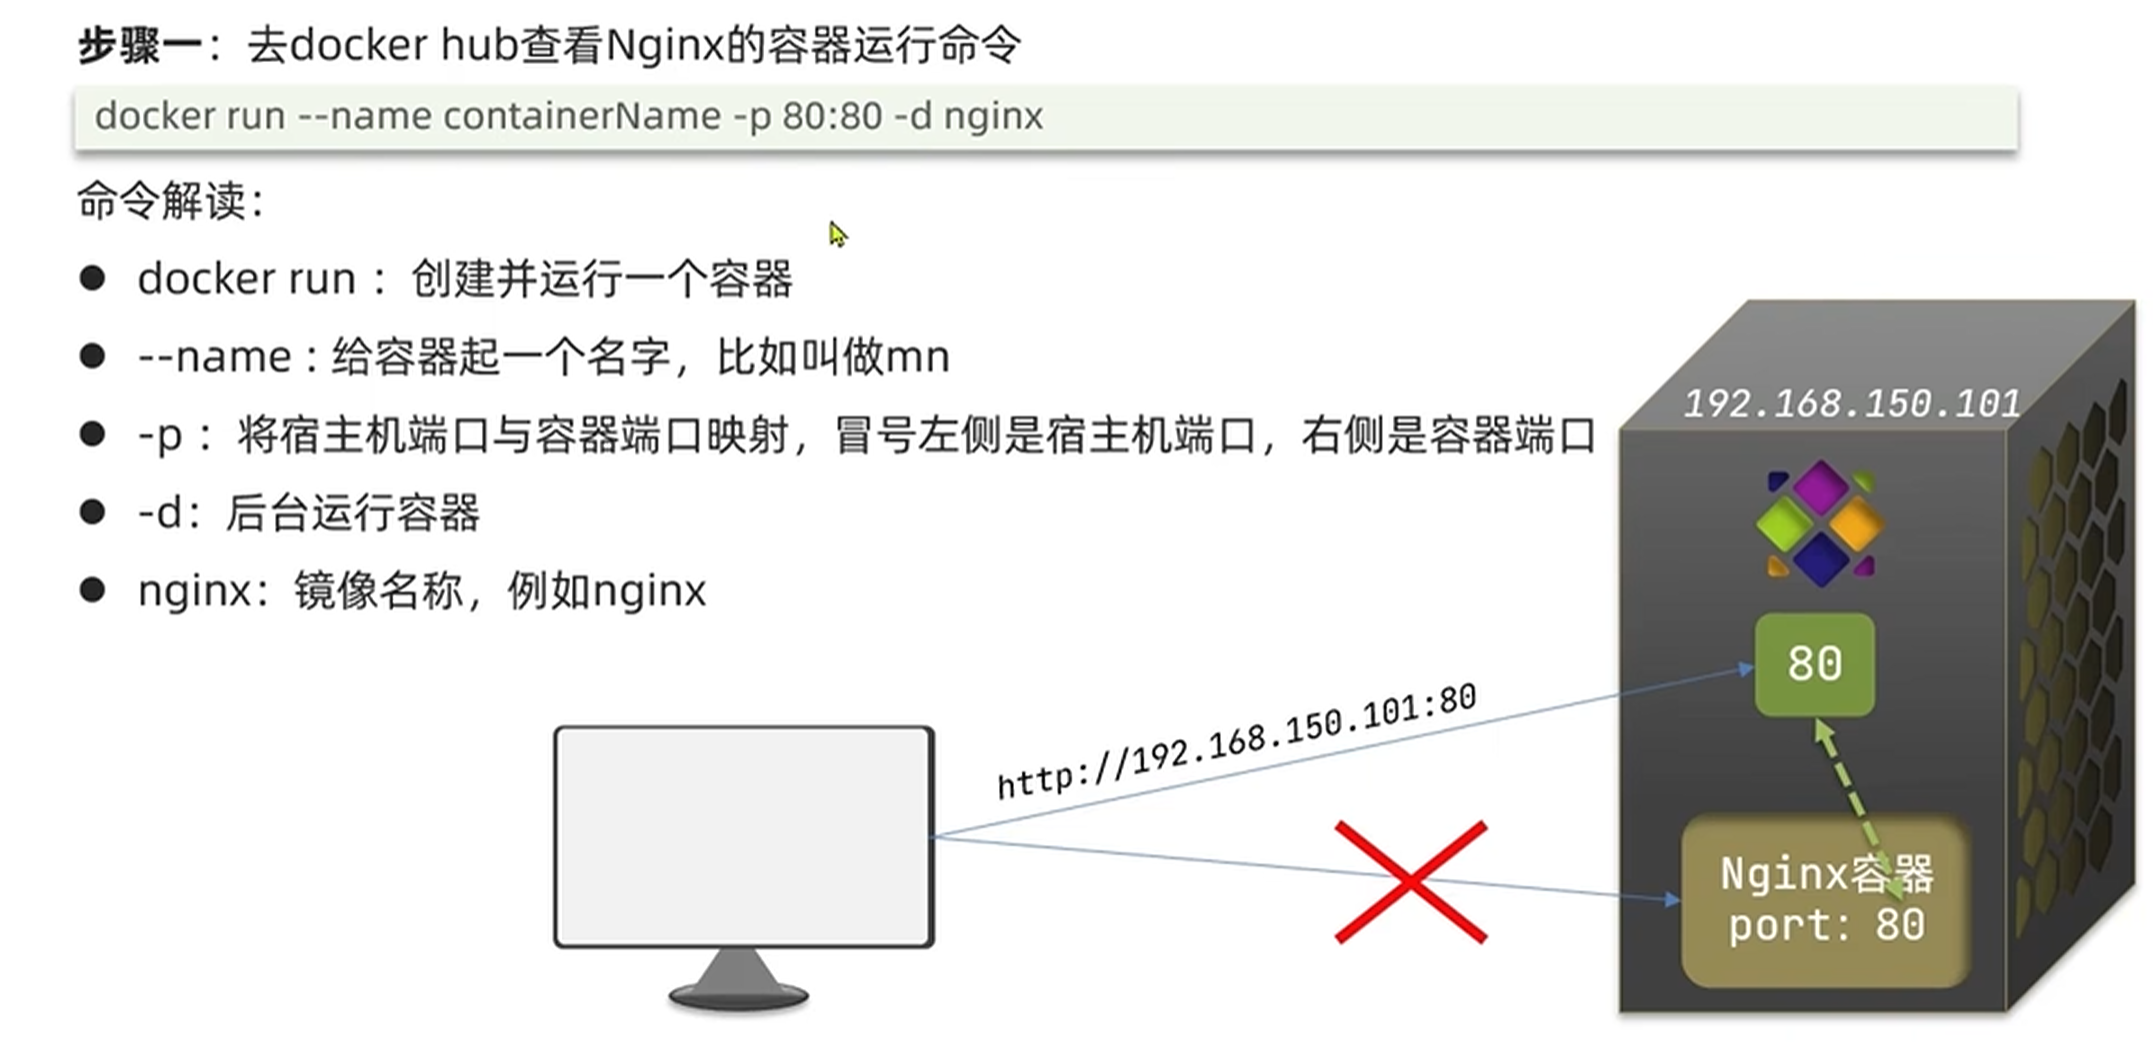 步骤一：去docker hub查看Nginx的容器运行命令
docker run --name containerName -p 80:80 -d nginx
命令解读：
● docker run ：创建并运行一个容器
● --name : 给容器起一个名字，比如叫做mn
● -p ：将宿主机端口与容器端口映射，冒号左侧是宿主机端口，右侧是容器端口
● -d：后台运行容器
● nginx：镜像名称，例如nginx
192.168.150.101
80
http://192.168.150.101:80
Nginx容器
port: 80